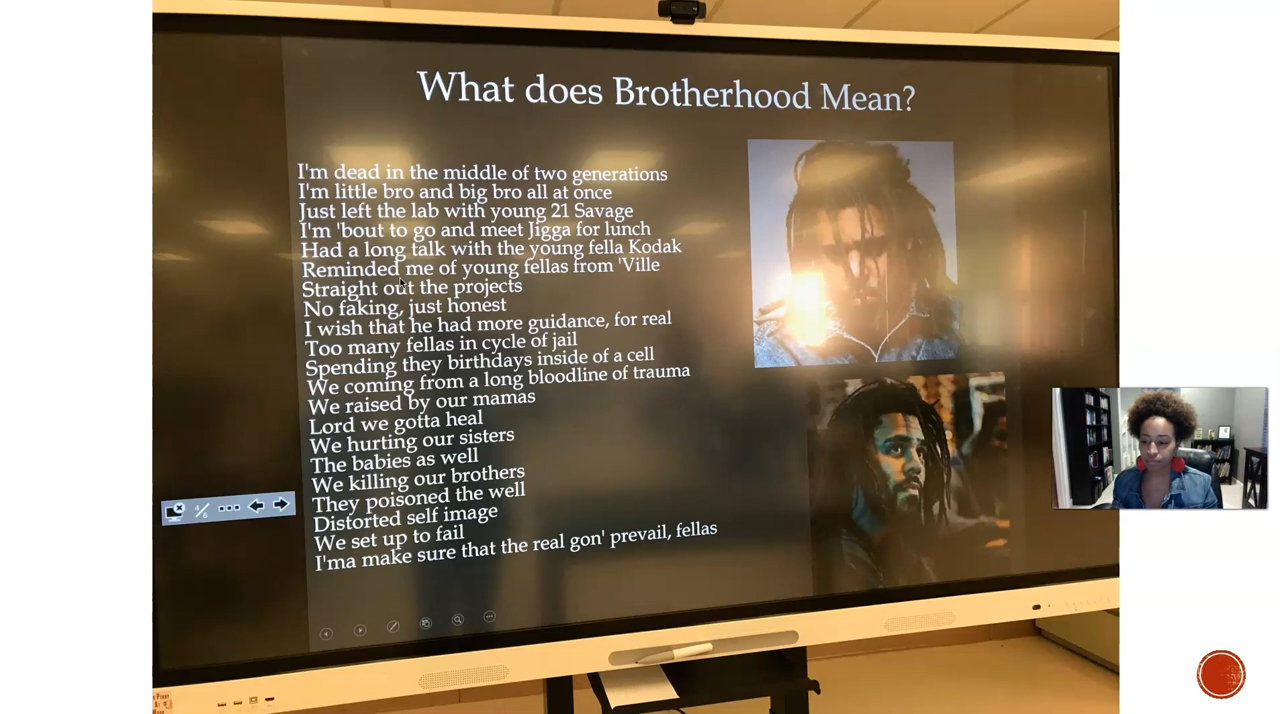 What does Brotherhood Mean?
I'm dead in the middle of two generations
I'm little bro and big bro all at once
Just left the lab with young 21 Savage
I'm 'bout to go and meet Jigga for lunch
Had a long talk with the young fella Kodak
Reminded me of young fellas from 'Ville
Straight out the projects
No faking, just honest
I wish that he had more guidance, for real
Too many fellas in cycle of jail
Spending they birthdays inside of a cell
We coming from a long bloodline of trauma
We raised by our mamas
Lord we gotta heal
We hurting our sisters
The babies as well
We killing our brothers
They poisoned the well
Distorted self image
We set up to fail
I'ma make sure that the real gon' prevail, fellas
4/6